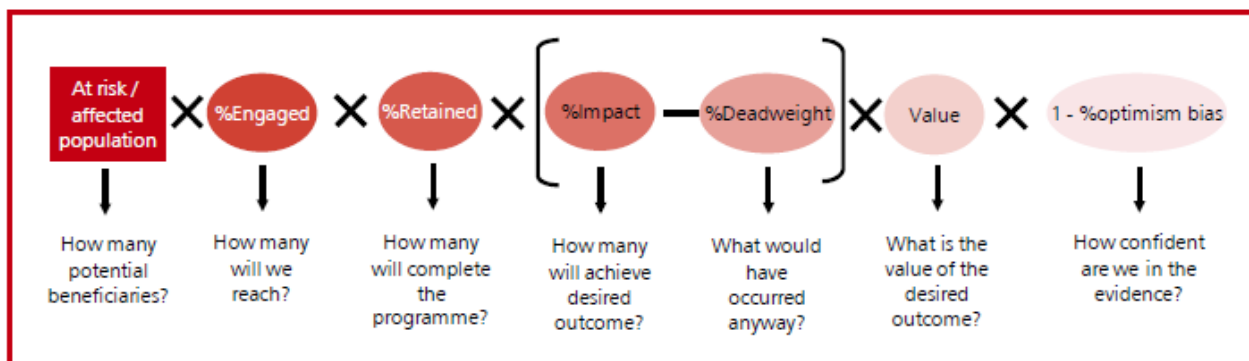 At risk /
affected
population
%Engaged
%Retained
%Impact
%Deadweight
Value
1 - %optimism bias
How many
potential
beneficiaries?
How many
will we
reach?
How many
will complete
the
programme?
How many
will achieve
desired
outcome?
What would
have
occurred
anyway?
What is the
value of the
desired
outcome?
How confident
are we in the
evidence?